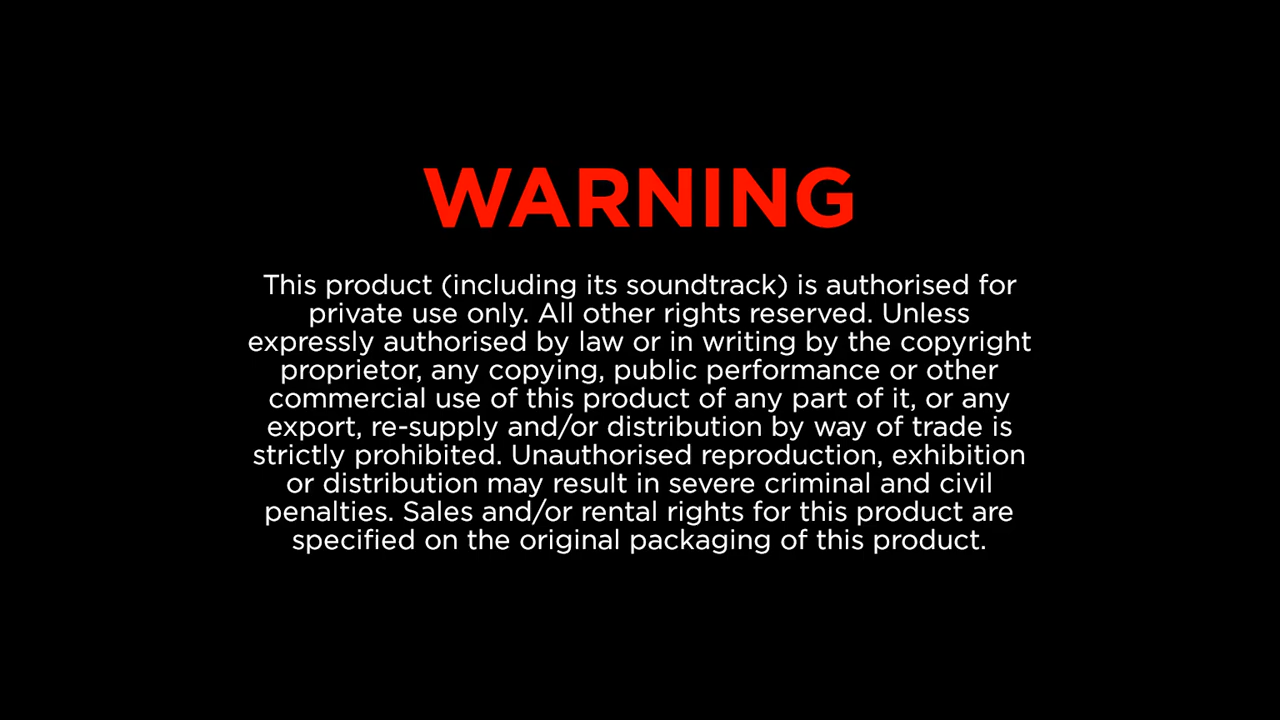 WARNING
This product (including its soundtrack) is authorised for
private use only. All other rights reserved. Unless
expressly authorised by law or in writing by the copyright
proprietor, any copying, public performance or other
commercial use of this product of any part of it, or any
export, re-supply and/or distribution by way of trade is
strictly prohibited. Unauthorised reproduction, exhibition
or distribution may result in severe criminal and civil
penalties. Sales and/or rental rights for this product are
specified on the original packaging of this product.